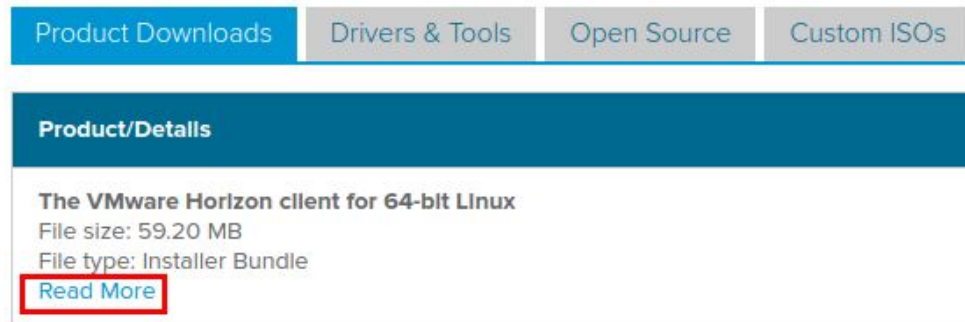 Product Downloads Drivers & Tools Open Source Custom ISOs
Product/Details
The VMware Horizon client for 64-bit Linux
File size: 59.20 MB
File type: Installer Bundle
Read More